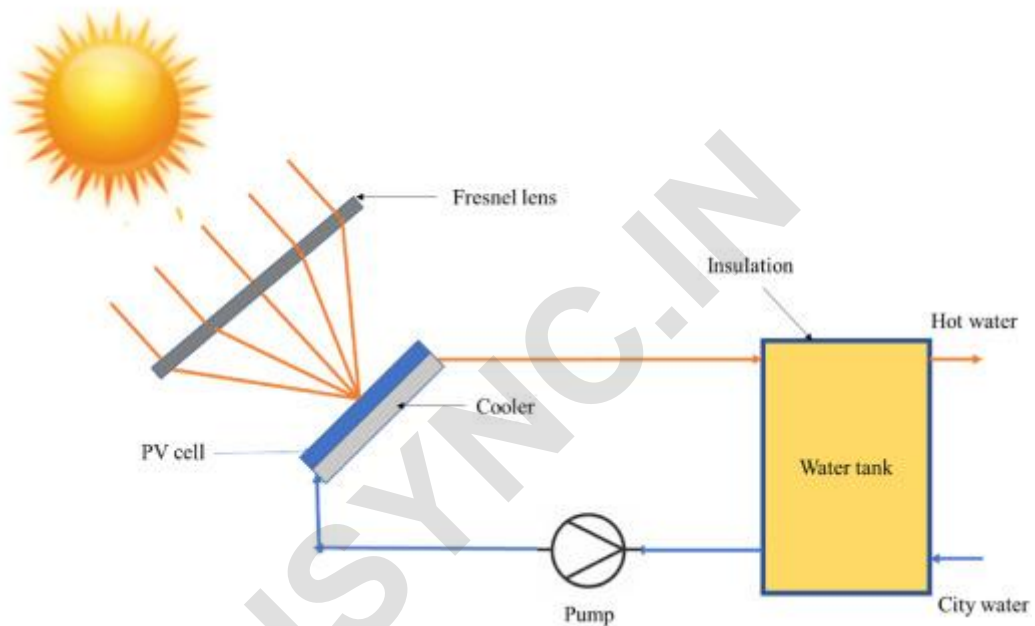 Fresnel lens
Insulation
Hot water
Cooler
PV cell
Water tank
Pump
City water
ISYNC.IN